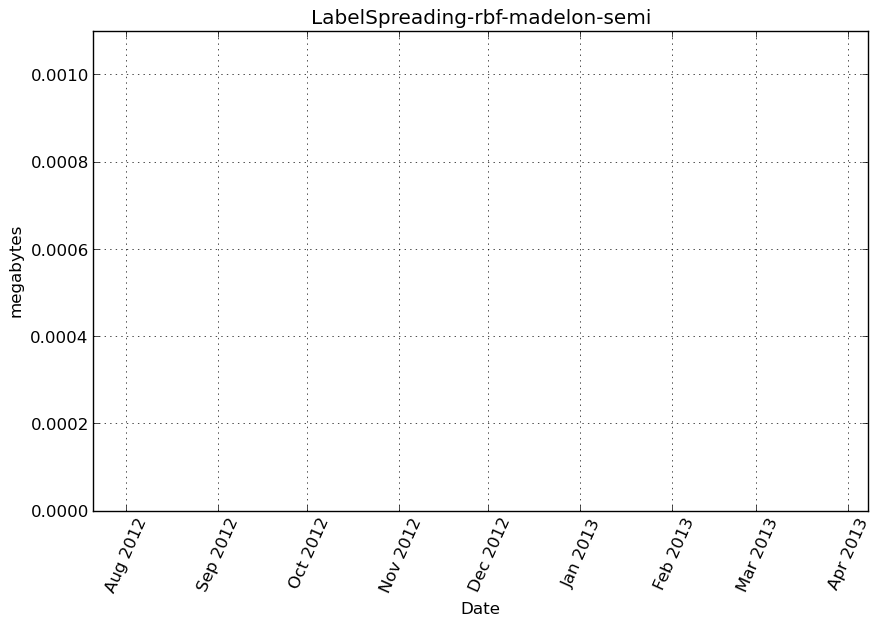 LabelSpreading-rbf-madelon-semi
0.0010
0.0008
0.0006
0.0004
0.0002
0.0000
megabytes
Aug 2012
Sep 2012
Oct 2012
Nov 2012
Dec 2012
Jan 2013
Feb 2013
Mar 2013
Apr 2013
Date